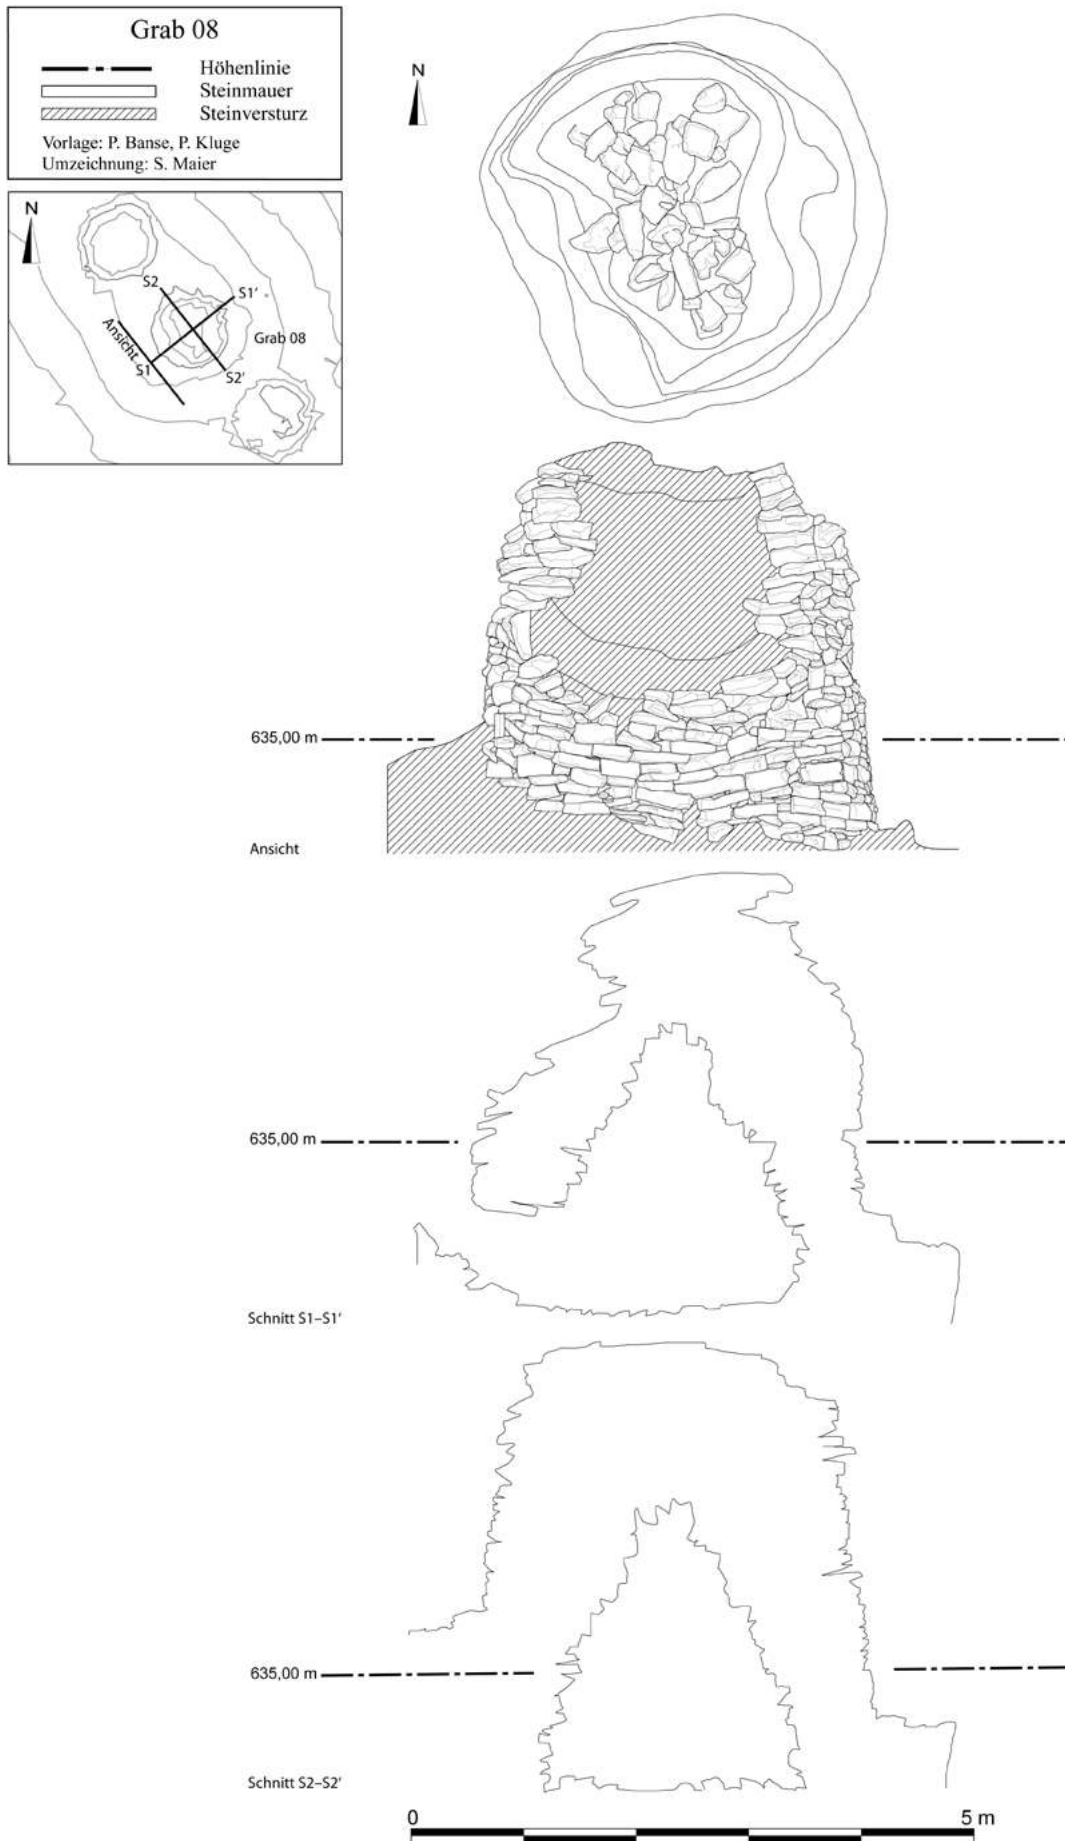 Grab 08
Höhenlinie
Steinmauer
Steinversturz
Vorlage: P. Banse, P. Kluge
Umzeichnung: S. Maier
N
N
S2
S1'
Ansicht
Grab 08
S1
S2'
635,00 m
Ansicht
635,00 m
Schnitt S1–S1'
635,00 m
Schnitt S2–S2'
0
5 m